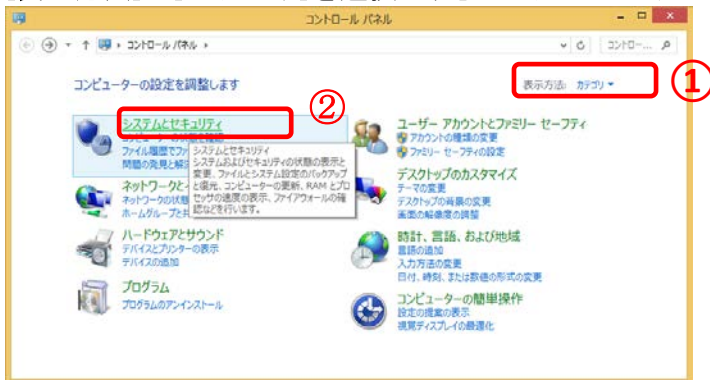 コントロール パネル
コントロール パネル
コントロ-...
コンピューターの設定を調整します
表示方法: カテゴリ
①
②
システムとセキュリティ
ファイル履歴でファ
問題の発見と解
システムとセキュリティ
システムおよびセキュリティの状態の表示と
変更、ファイルとシステム設定のバックアップ
と復元、コンピューターの更新、RAM とプロ
セッサの速度の表示、ファイアウォールの確
認などを行います。
ネットワークと
ネットワークの状態
ホームグループと共
ハードウェアとサウンド
デバイスとプリンターの表示
デバイスの追加
プログラム
プログラムのアンインストール
ユーザー アカウントとファミリー セーフティ
アカウントの種類の変更
ファミリー セーフティの設定
デスクトップのカスタマイズ
テーマの変更
デスクトップの背景の変更
画面の解像度の調整
時計、言語、および地域
言語の追加
入力方法の変更
日付、時刻、または数値の形式の変更
コンピューターの簡単操作
設定の提案の表示
視覚ディスプレイの最適化